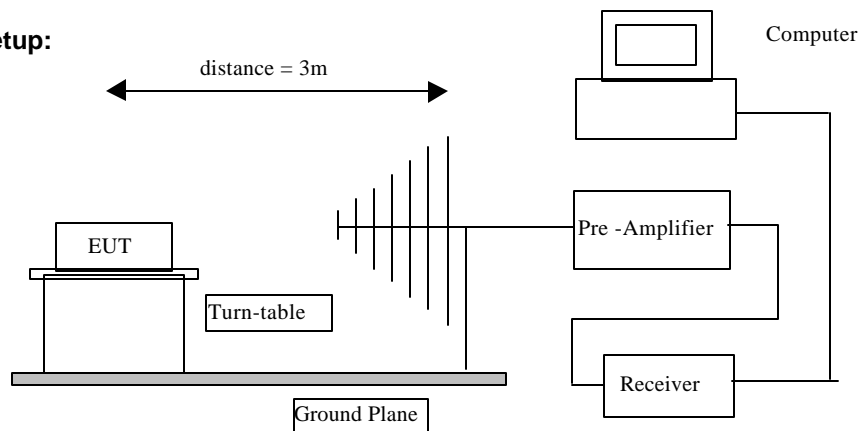 etup:
Computer
distance = 3m
Pre -Amplifier
EUT
Turn-table
Receiver
Ground Plane